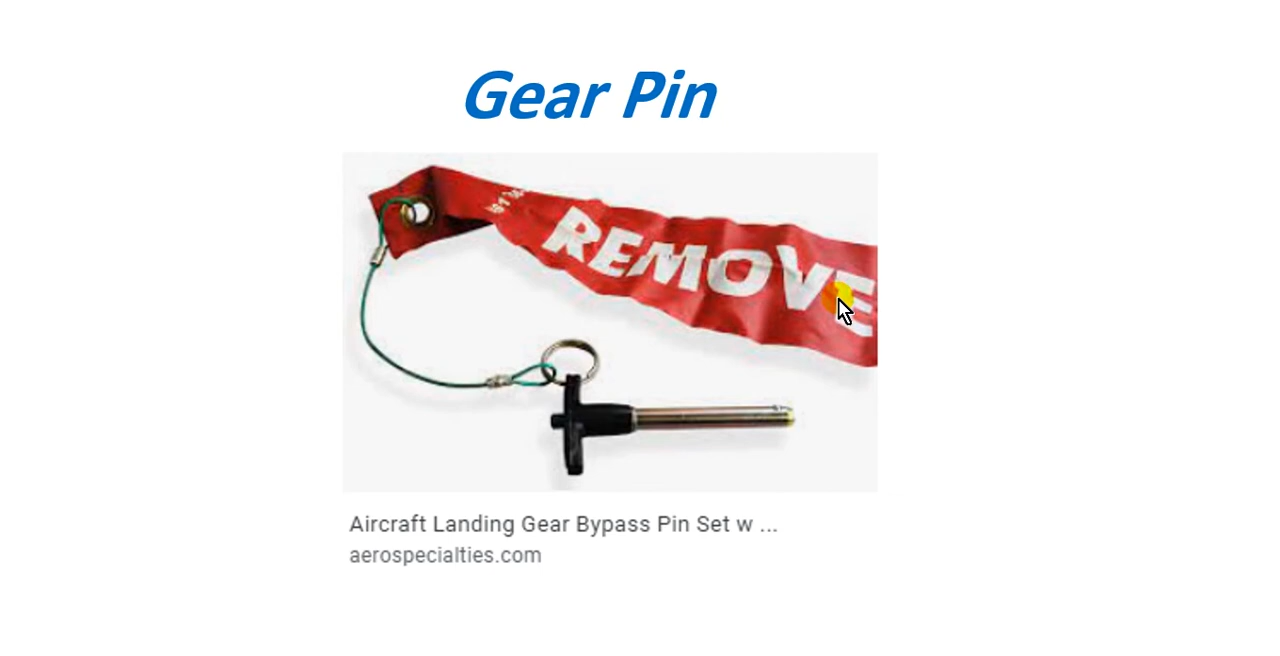 Gear Pin
REMOVE
Aircraft Landing Gear Bypass Pin Set w ...
aerospecialties.com